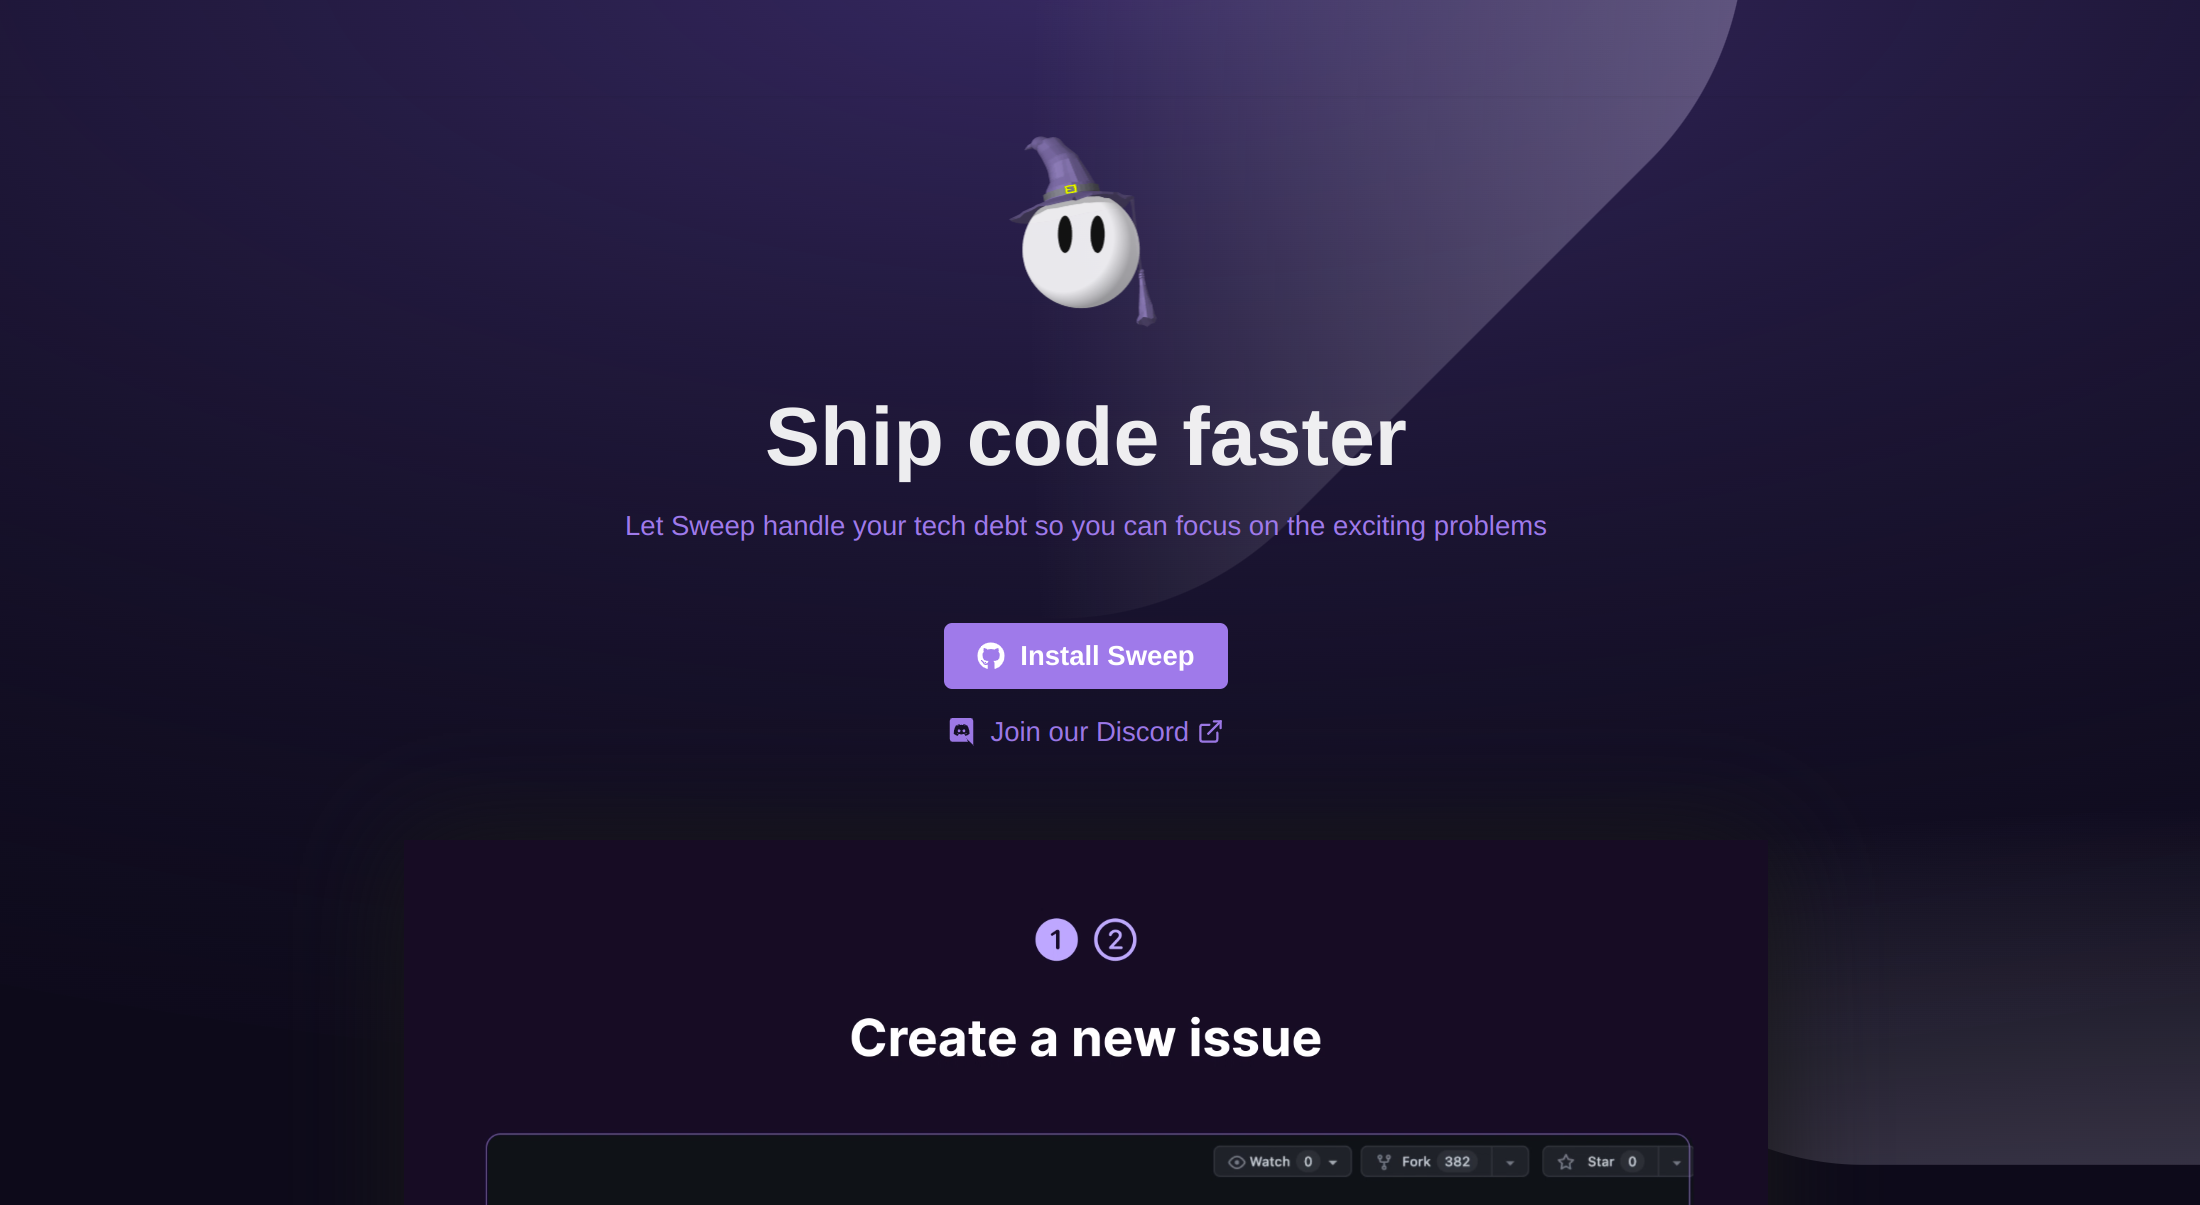 Ship code faster
Let Sweep handle your tech debt so you can focus on the exciting problems
Install Sweep
Join our Discord
1 2
Create a new issue
Watch 0 Fork 382 Star 0